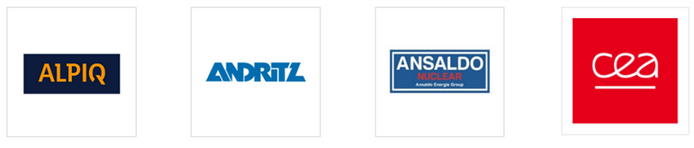 ALPIQ
ANDRITZ
ANSALDO
NUCLEAR
Ansaldo Energia Group
cea